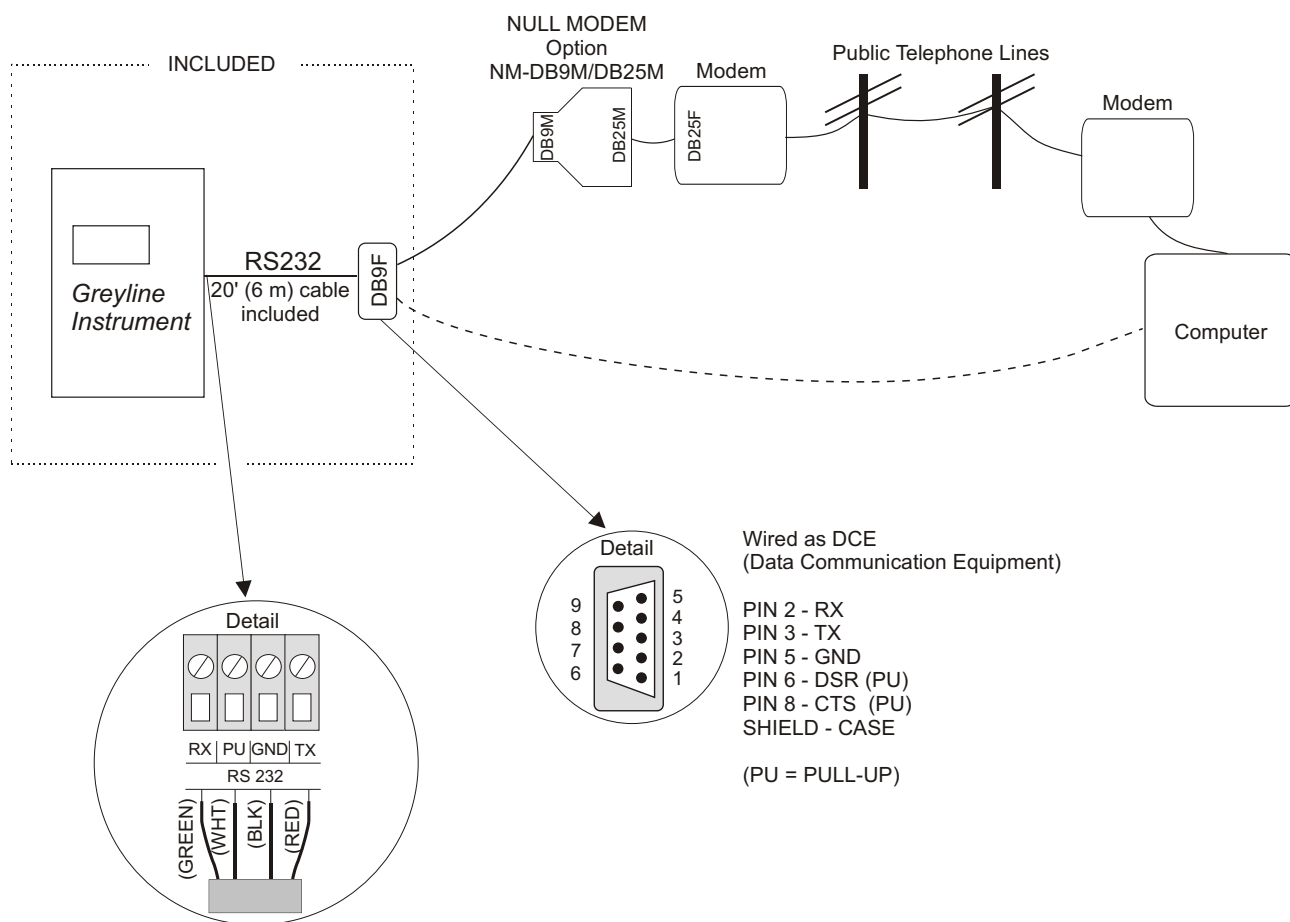 INCLUDED
NULL MODEM
Option
NM-DB9M/DB25M
Modem
Public Telephone Lines
Modem
DB9M
DB25M
DB25F
Greyline
Instrument
RS232
20' (6 m) cable
included
DB9F
Computer
Detail
RX PU GND TX
RS 232
(GREEN)
(WHT)
(BLK)
(RED)
Detail
9
8
7
6
5
4
3
2
1
Wired as DCE
(Data Communication Equipment)
PIN 2 - RX
PIN 3 - TX
PIN 5 - GND
PIN 6 - DSR (PU)
PIN 8 - CTS (PU)
SHIELD - CASE
(PU = PULL-UP)